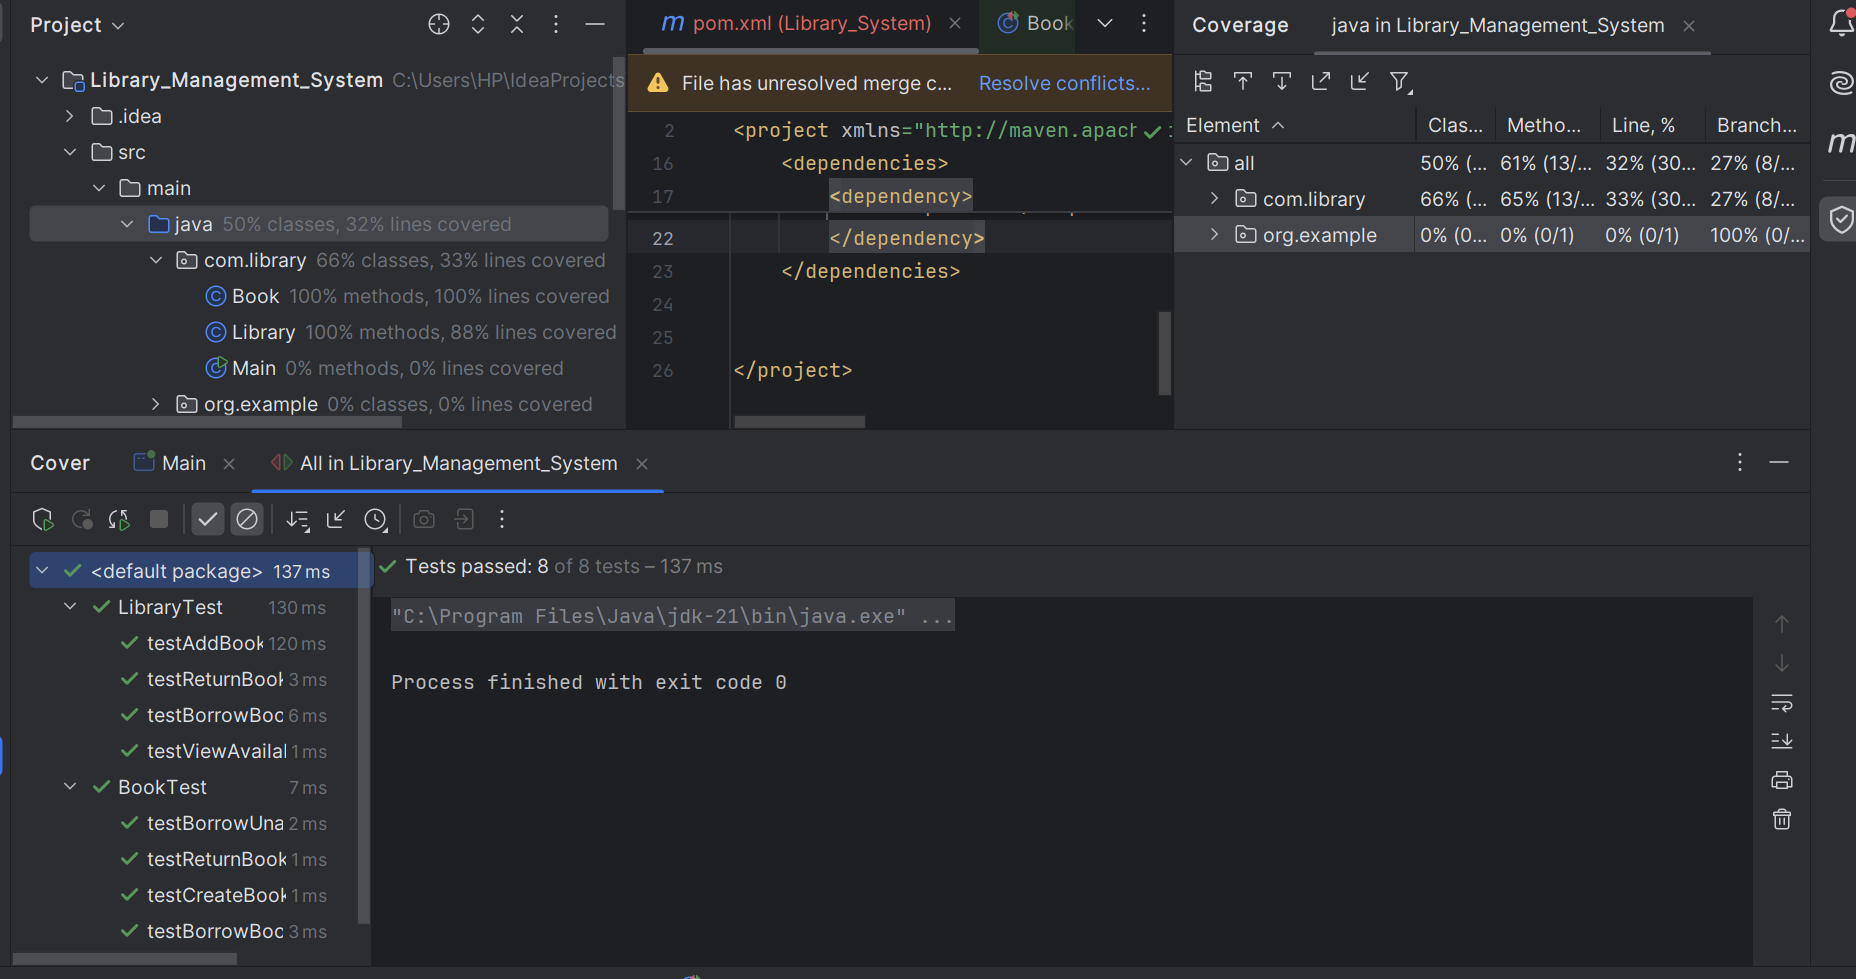 Project
Library_Management_System C:\Users\HP\IdeaProjects
.idea
src
main
java 50% classes, 32% lines covered
com.library 66% classes, 33% lines covered
Book 100% methods, 100% lines covered
Library 100% methods, 88% lines covered
Main 0% methods, 0% lines covered
org.example 0% classes, 0% lines covered
pom.xml (Library_System)
Book
File has unresolved merge c... Resolve conflicts...
2 <project xmlns="http://maven.apach
16 <dependencies>
17 <dependency>
22 </dependency>
23 </dependencies>
24
25
26 </project>
Coverage java in Library_Management_System
Element Clas... Metho... Line, % Branch...
all 50% (... 61% (13/... 32% (30... 27% (8/...
com.library 66% (... 65% (13/... 33% (30... 27% (8/...
org.example 0% (0... 0% (0/1) 0% (0/1) 100% (0/...
Cover Main All in Library_Management_System
<default package> 137 ms
LibraryTest 130 ms
testAddBook 120 ms
testReturnBook 3 ms
testBorrowBoo 6 ms
testViewAvailal 1 ms
BookTest 7 ms
testBorrowUna 2 ms
testReturnBook 1 ms
testCreateBook 1 ms
testBorrowBoo 3 ms
Tests passed: 8 of 8 tests – 137 ms
"C:\Program Files\Java\jdk-21\bin\java.exe" ...
Process finished with exit code 0